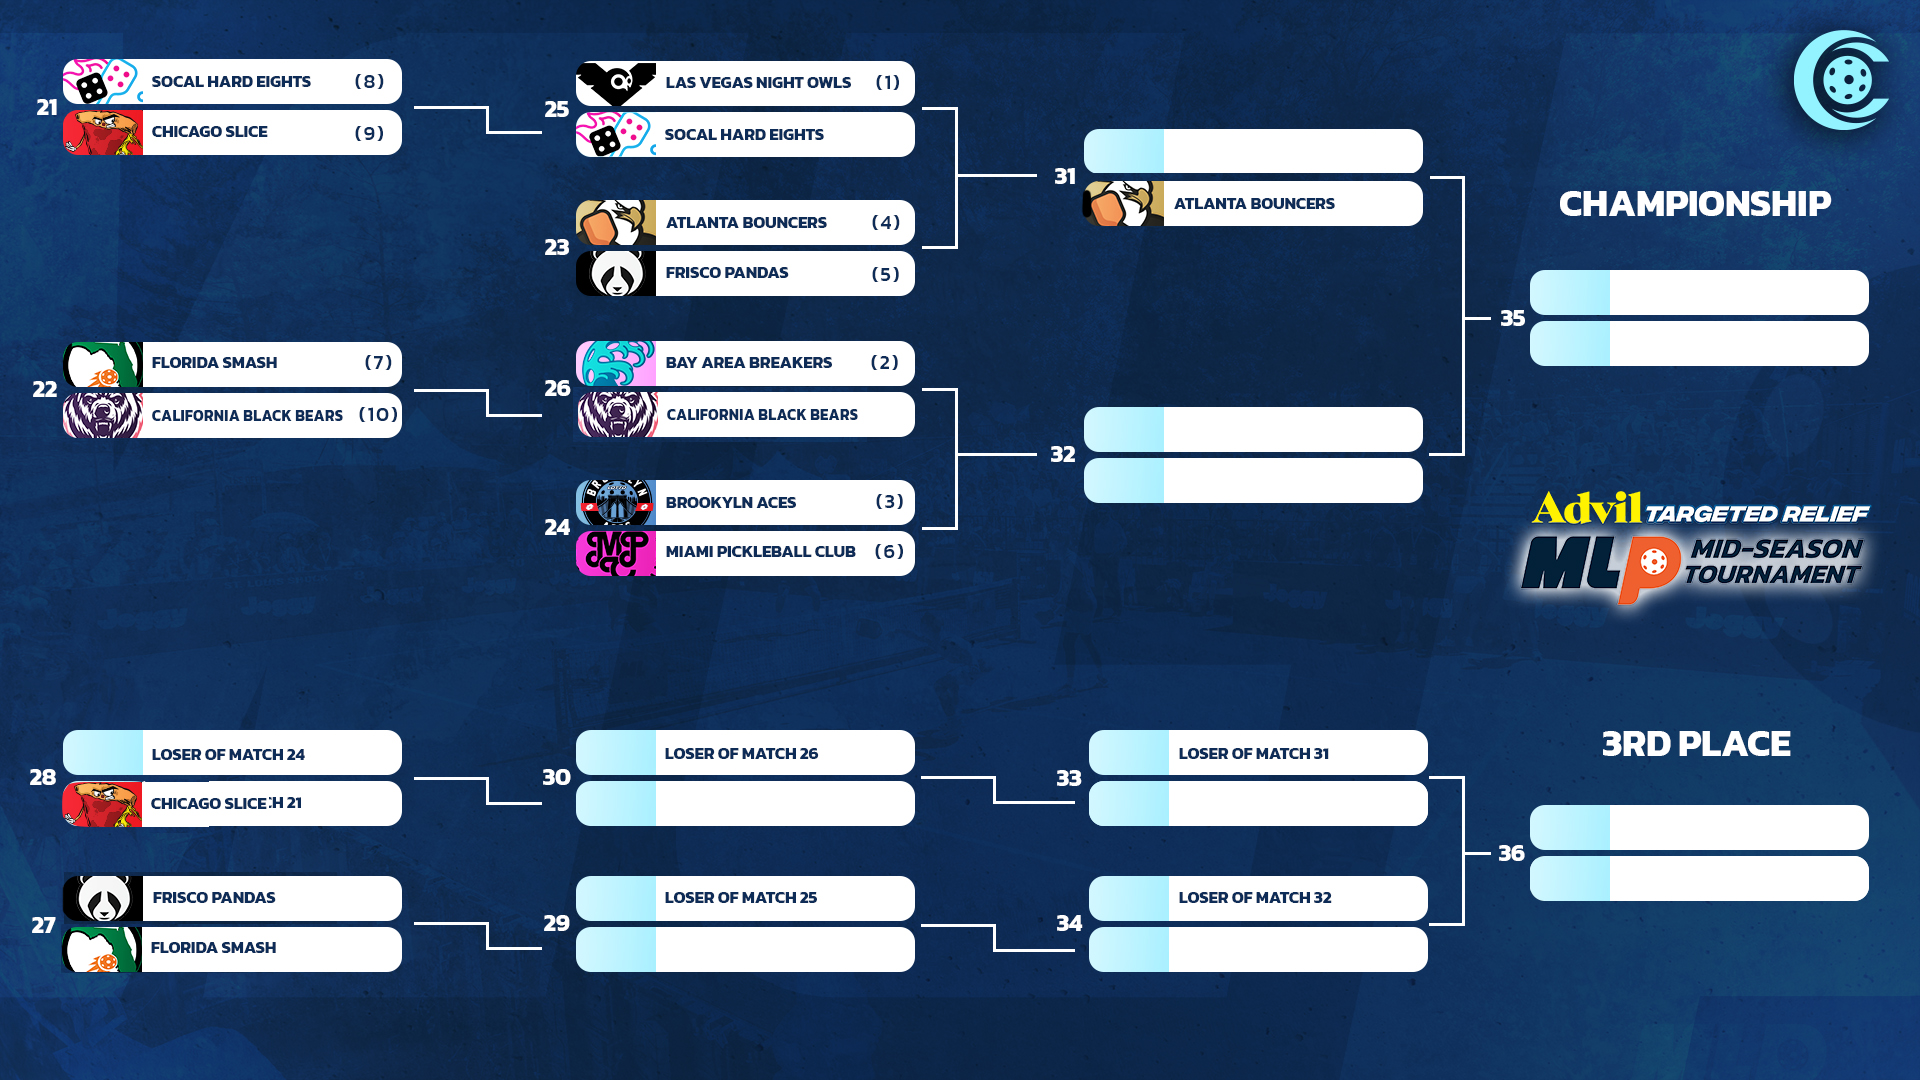 21
SOCAL HARD EIGHTS (8)
CHICAGO SLICE (9)
25
LAS VEGAS NIGHT OWLS (1)
SOCAL HARD EIGHTS
23
ATLANTA BOUNCERS (4)
FRISCO PANDAS (5)
22
FLORIDA SMASH (7)
CALIFORNIA BLACK BEARS (10)
26
BAY AREA BREAKERS (2)
CALIFORNIA BLACK BEARS
24
BROOKYLN ACES (3)
MIAMI PICKLEBALL CLUB (6)
31
ATLANTA BOUNCERS
32
CHAMPIONSHIP
35
Advil TARGETED RELIEF
MLP MID-SEASON
TOURNAMENT
28
LOSER OF MATCH 24
CHICAGO SLICE:H 21
27
FRISCO PANDAS
FLORIDA SMASH
30
LOSER OF MATCH 26
29
LOSER OF MATCH 25
33
LOSER OF MATCH 31
34
LOSER OF MATCH 32
3RD PLACE
36